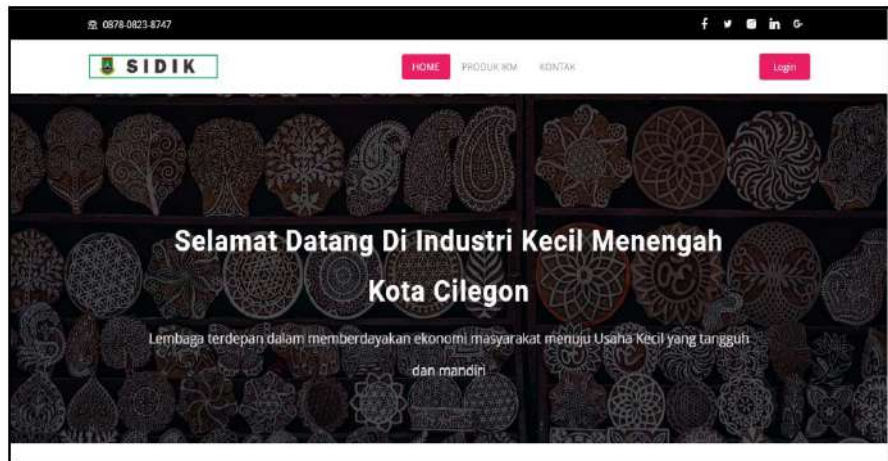 0878-0823-8747
SIDIK
HOME PRODUK IKM KONTAK
Login
Selamat Datang Di Industri Kecil Menengah
Kota Cilegon
Lembaga terdepan dalam memberdayakan ekonomi masyarakat menuju Usaha Kecil yang tangguh
dan mandiri